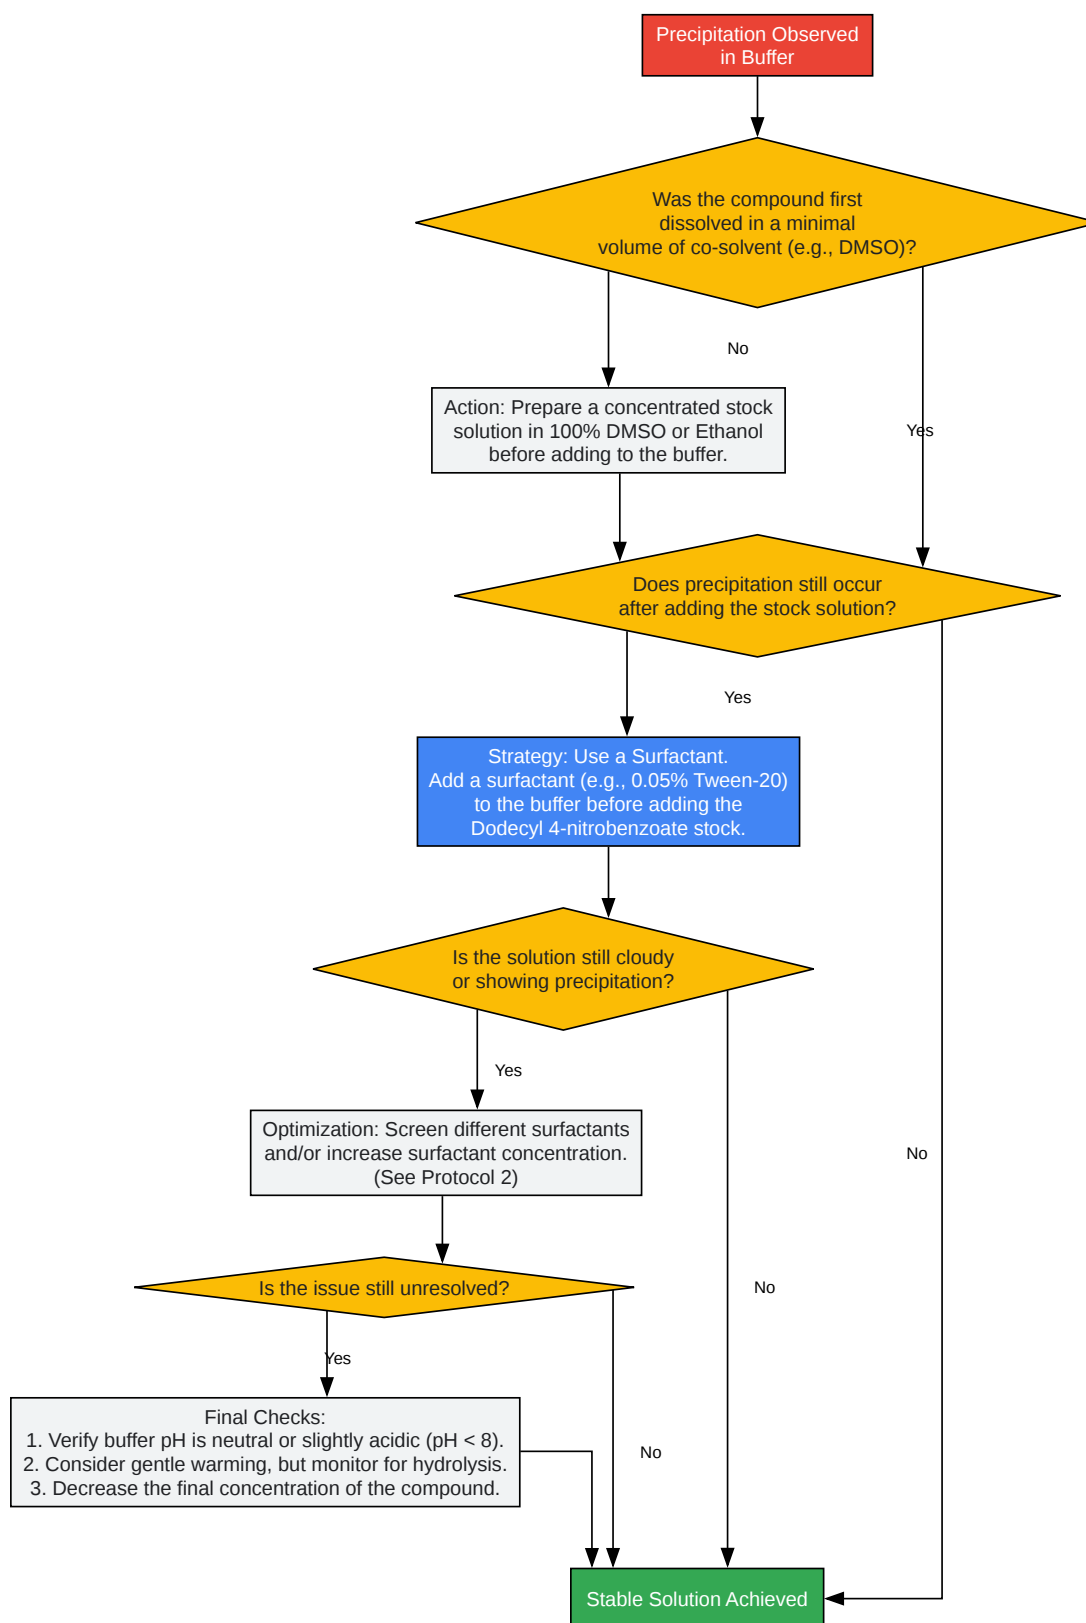 Precipitation Observed
in Buffer
Was the compound first
dissolved in a minimal
volume of co-solvent (e.g., DMSO)?
No
Action: Prepare a concentrated stock
solution in 100% DMSO or Ethanol
before adding to the buffer.
Yes
Does precipitation still occur
after adding the stock solution?
Yes
Strategy: Use a Surfactant.
Add a surfactant (e.g., 0.05% Tween-20)
to the buffer before adding the
Dodecyl 4-nitrobenzoate stock.
Is the solution still cloudy
or showing precipitation?
Yes
Optimization: Screen different surfactants
and/or increase surfactant concentration.
(See Protocol 2)
No
Is the issue still unresolved?
No
Yes
Final Checks:
1. Verify buffer pH is neutral or slightly acidic (pH < 8).
2. Consider gentle warming, but monitor for hydrolysis.
3. Decrease the final concentration of the compound.
No
Stable Solution Achieved